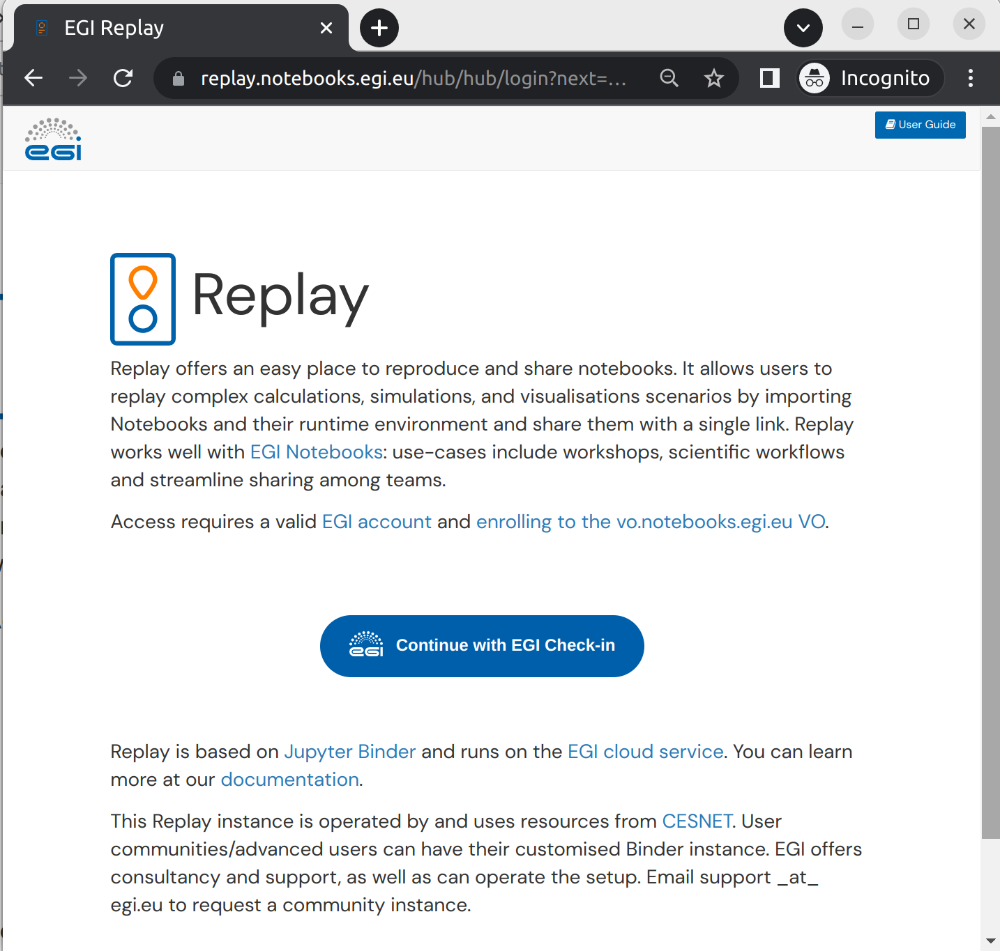 EGI Replay
replay.notebooks.egi.eu/hub/hub/login?next=...
Incognito
egi
User Guide
Replay
Replay offers an easy place to reproduce and share notebooks. It allows users to
replay complex calculations, simulations, and visualisations scenarios by importing
Notebooks and their runtime environment and share them with a single link. Replay
works well with EGI Notebooks: use-cases include workshops, scientific workflows
and streamline sharing among teams.
Access requires a valid EGI account and enrolling to the vo.notebooks.egi.eu VO.
egi Continue with EGI Check-in
Replay is based on Jupyter Binder and runs on the EGI cloud service. You can learn
more at our documentation.
This Replay instance is operated by and uses resources from CESNET. User
communities/advanced users can have their customised Binder instance. EGI offers
consultancy and support, as well as can operate the setup. Email support _at_
egi.eu to request a community instance.